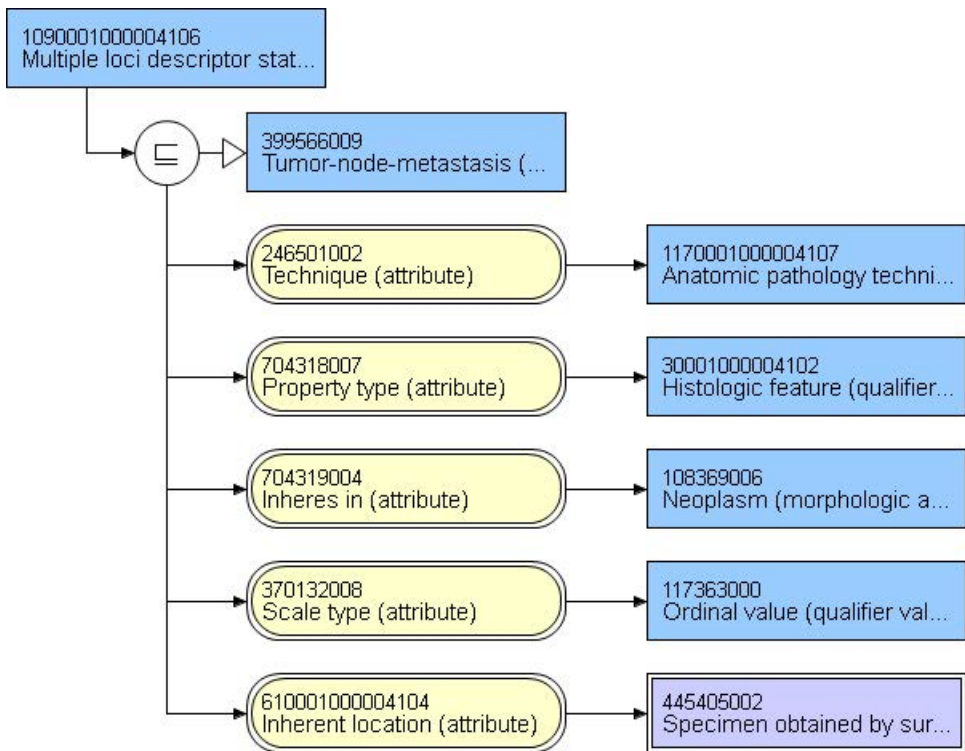 1090001000004106
Multiple loci descriptor stat...
⊑
399566009
Tumor-node-metastasis (...
246501002
Technique (attribute)
1170001000004107
Anatomic pathology techni...
704318007
Property type (attribute)
30001000004102
Histologic feature (qualifier...
704319004
Inheres in (attribute)
108369006
Neoplasm (morphologic a...
370132008
Scale type (attribute)
117363000
Ordinal value (qualifier val...
610001000004104
Inherent location (attribute)
445405002
Specimen obtained by sur...